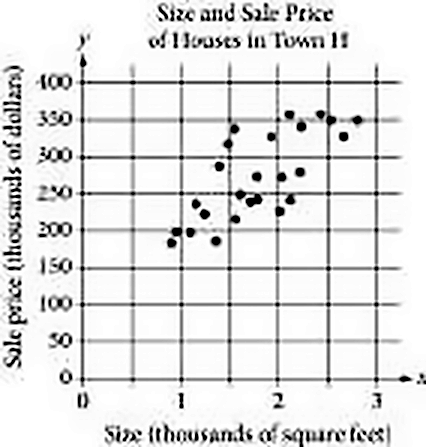 Size and Sale Price
of Houses in Town H
y
Sale price (thousands of dollars)
400
350
300
250
200
150
100
50
0
0
1
2
3
x
Size (thousands of square feet)